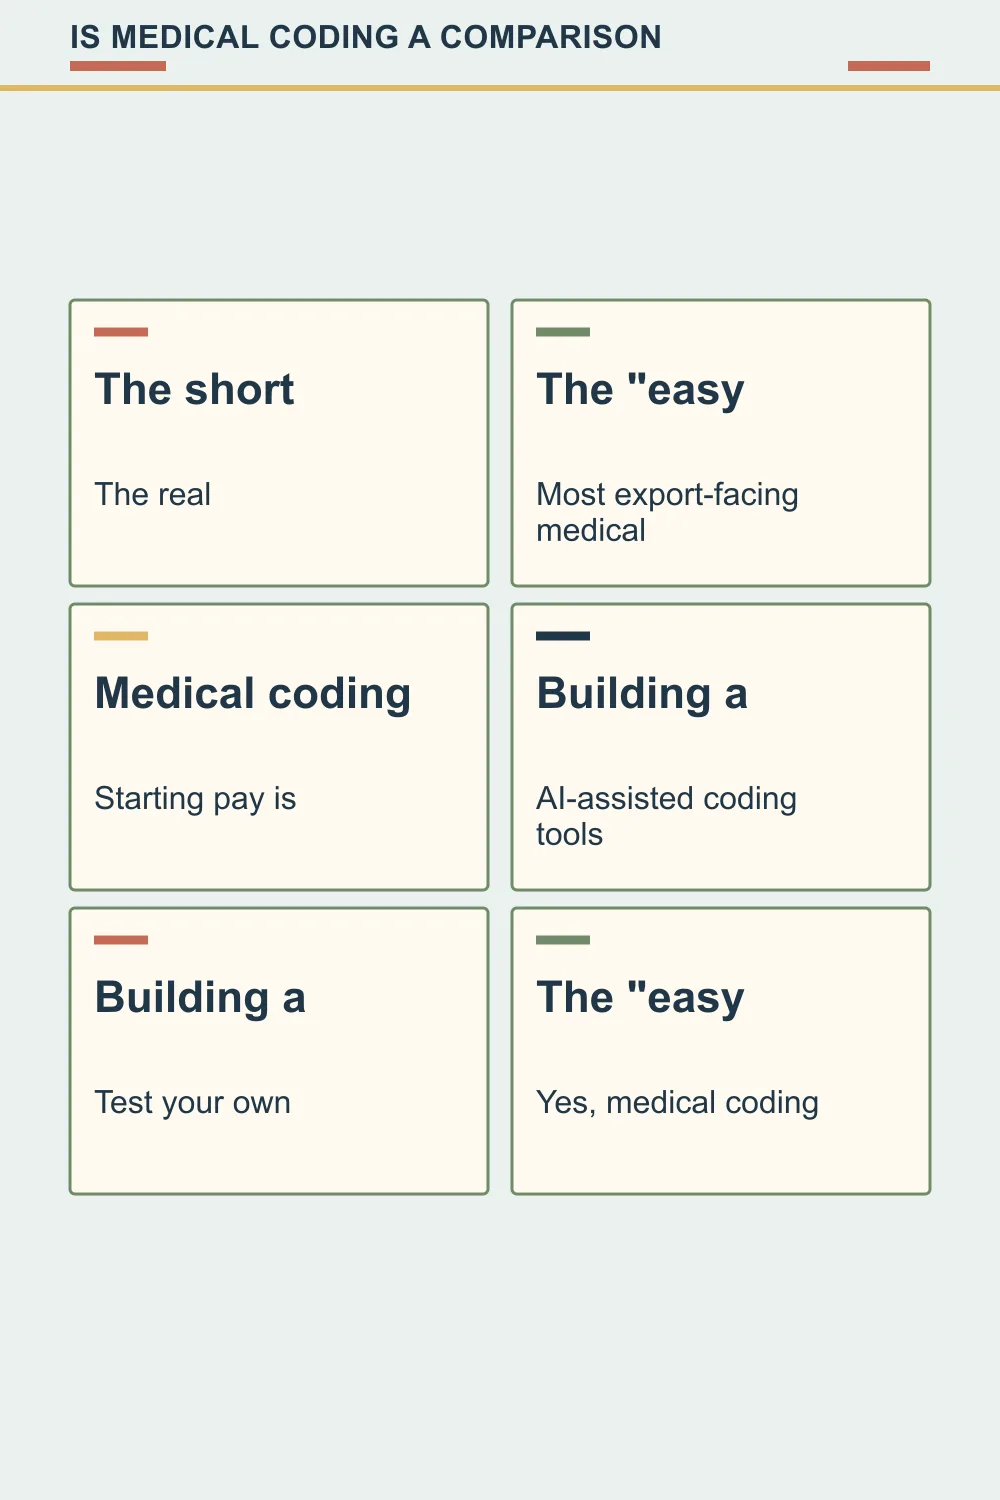 IS MEDICAL CODING A COMPARISON
The short
The real
The "easy
Most export-facing
medical
Medical coding
Starting pay is
Building a
AI-assisted coding
tools
Building a
Test your own
The "easy
Yes, medical coding